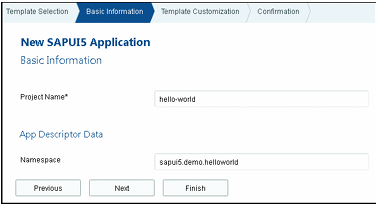 Template Selection Basic Information Template Customization Confirmation
New SAPUI5 Application
Basic Information
Project Name* hello-world
App Descriptor Data
Namespace sapui5.demo.helloworld
Previous Next Finish